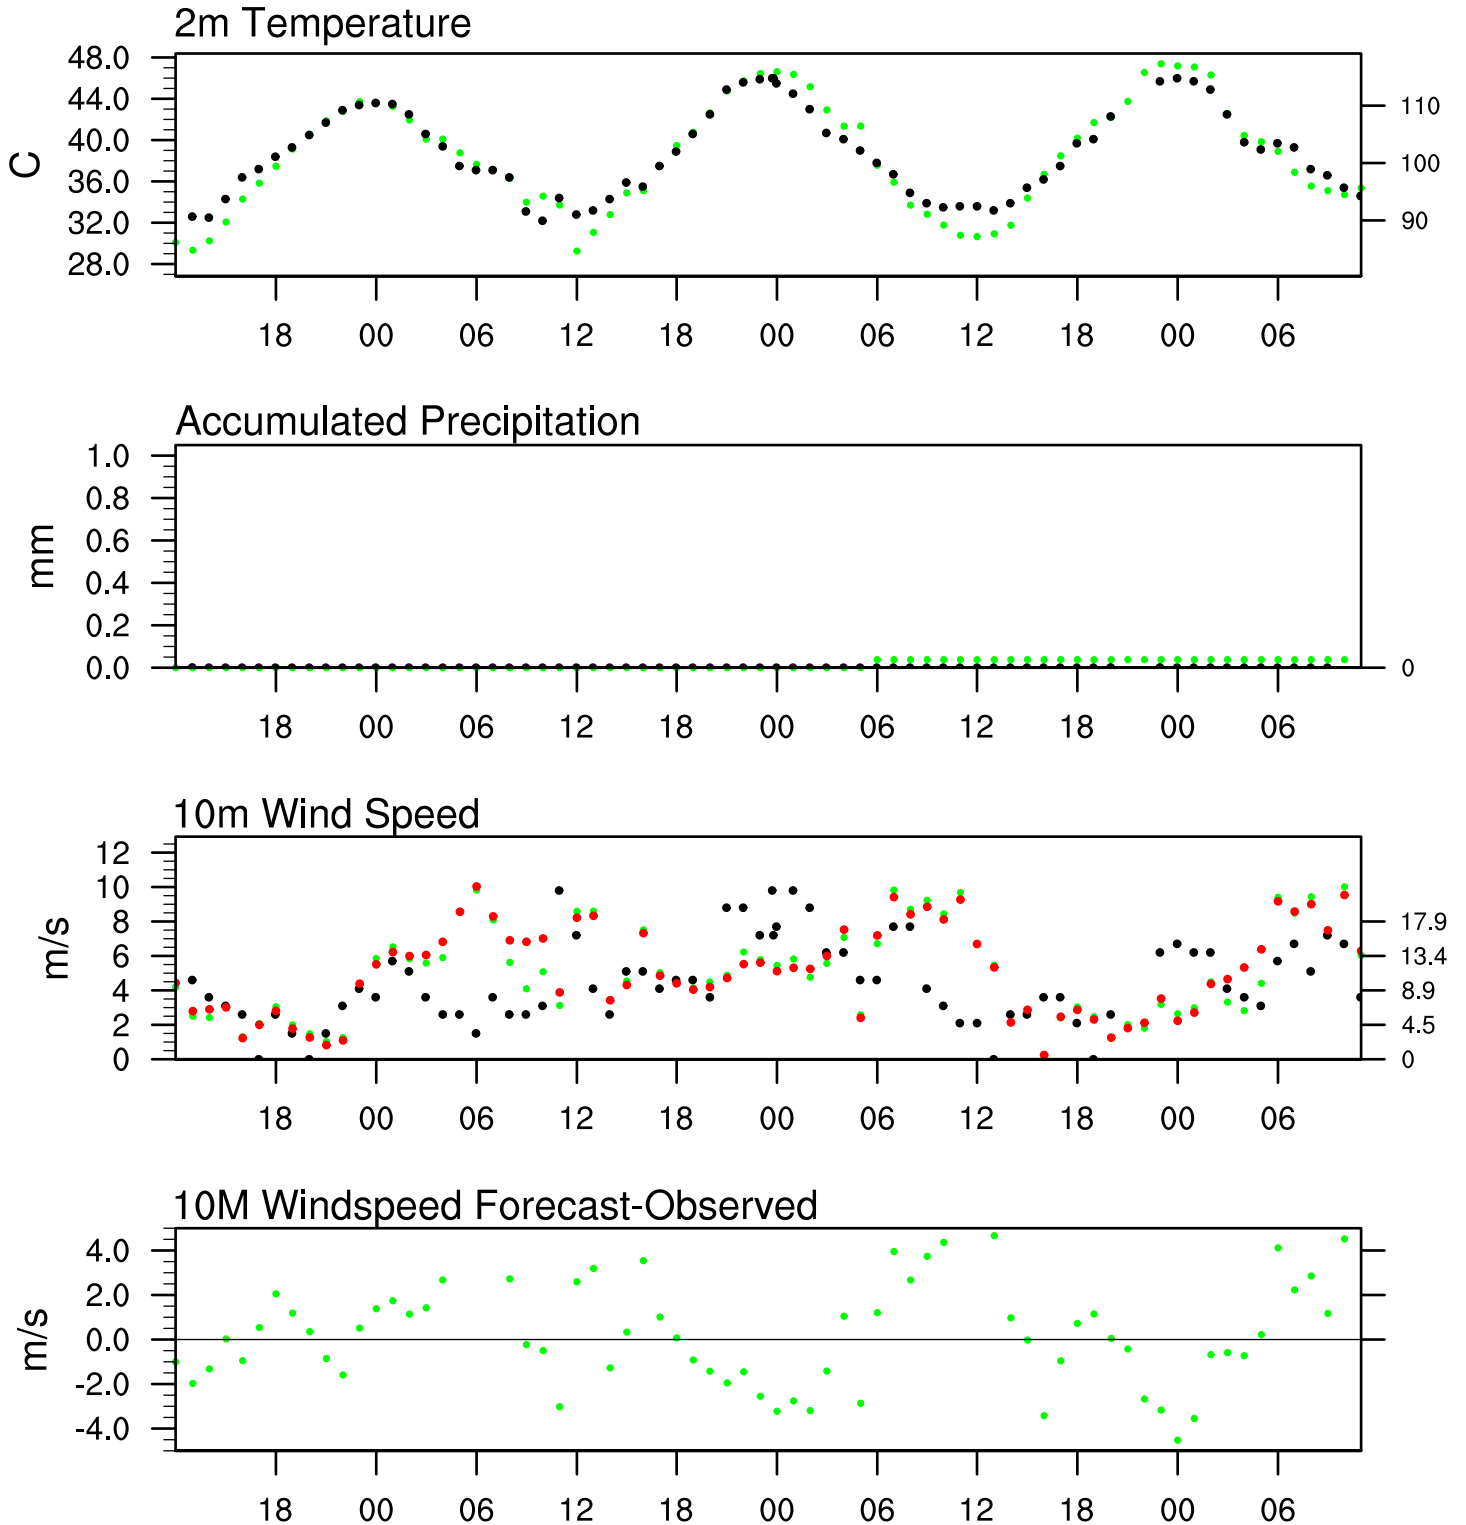 2m Temperature
48.0
44.0
40.0
36.0
32.0
28.0
C
110
100
90
18 00 06 12 18 00 06 12 18 00 06
Accumulated Precipitation
1.0
0.8
0.6
0.4
0.2
0.0
mm
0
18 00 06 12 18 00 06 12 18 00 06
10m Wind Speed
12
10
8
6
4
2
0
m/s
17.9
13.4
8.9
4.5
0
18 00 06 12 18 00 06 12 18 00 06
10M Windspeed Forecast-Observed
4.0
2.0
0.0
-2.0
-4.0
m/s
18 00 06 12 18 00 06 12 18 00 06